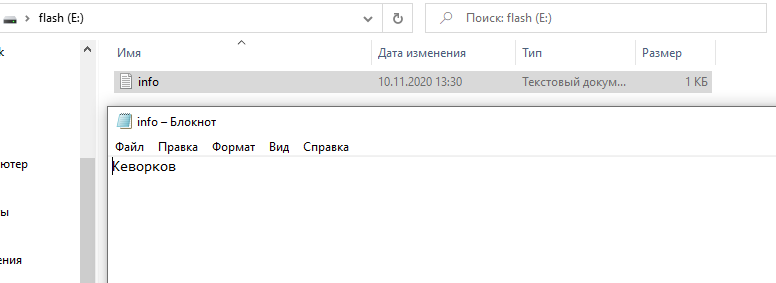 flash (E:)
Поиск: flash (E:)
Имя
Дата изменения
Тип
Размер
info
10.11.2020 13:30
Текстовый докум...
1 КБ
info – Блокнот
Файл Правка Формат Вид Справка
Кеворков
k
ютер
ы
ения